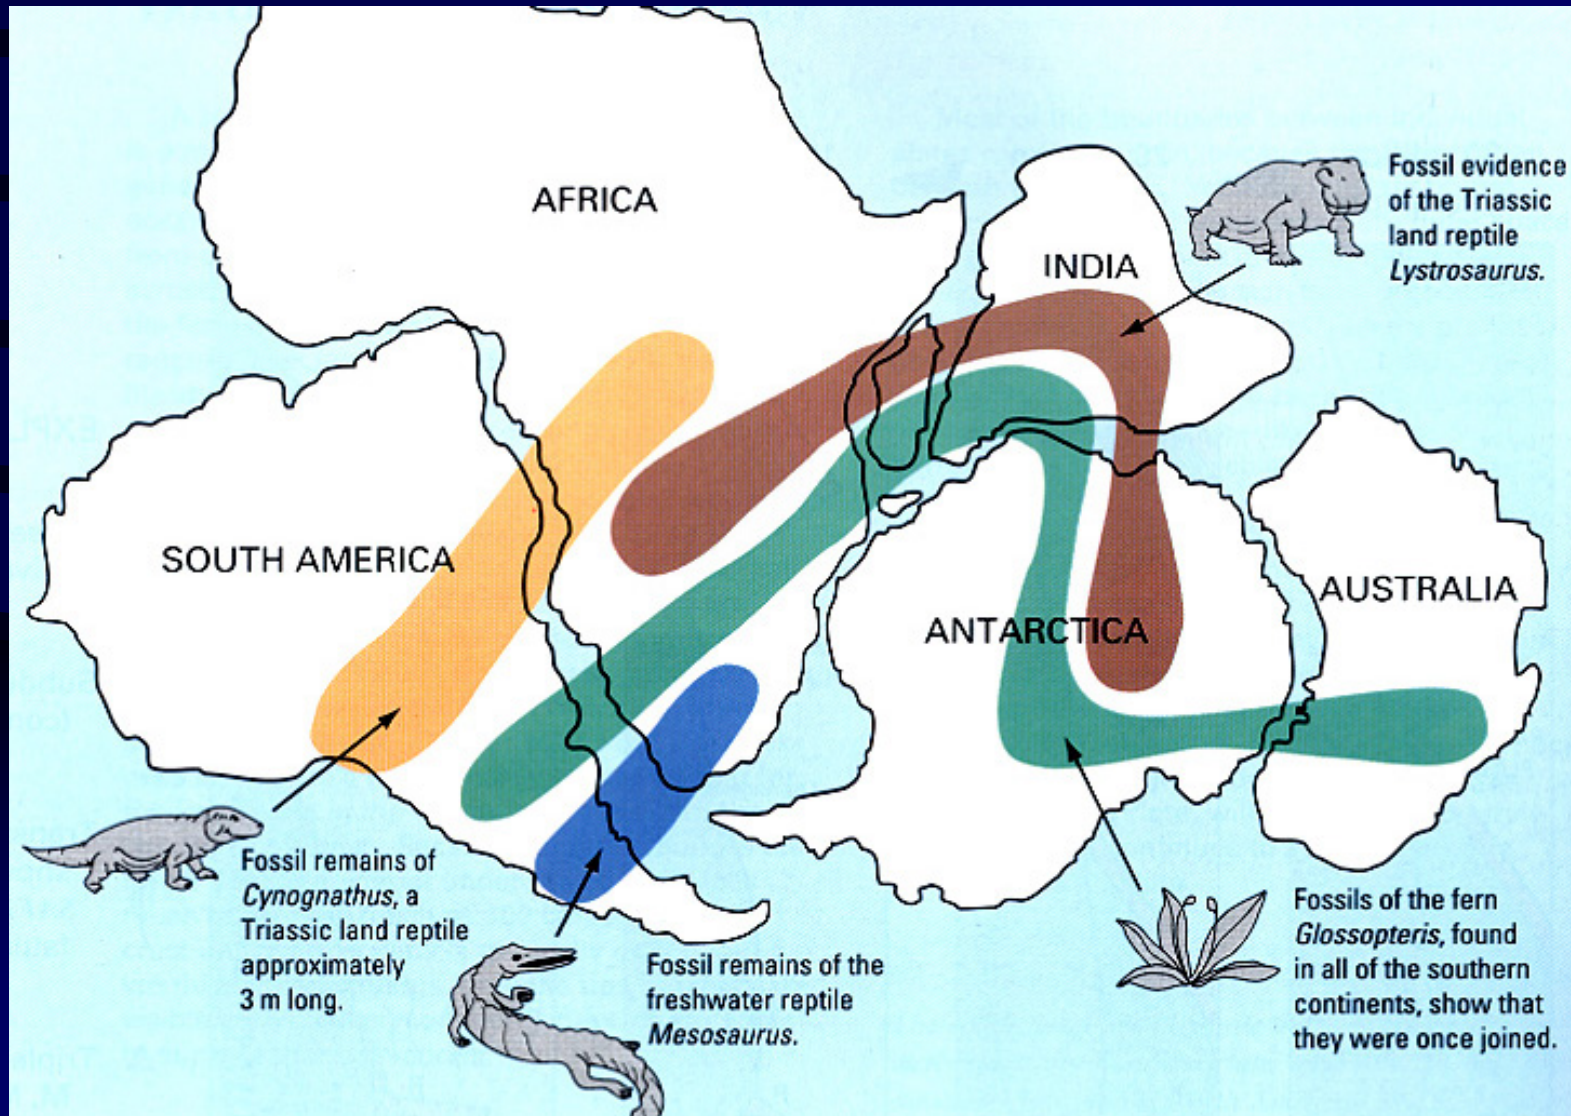 AFRICA
INDIA
Fossil evidence
of the Triassic
land reptile
Lystrosaurus.
SOUTH AMERICA
ANTARCTICA
AUSTRALIA
Fossil remains of
Cynognathus, a
Triassic land reptile
approximately
3 m long.
Fossil remains of the
freshwater reptile
Mesosaurus.
Fossils of the fern
Glossopteris, found
in all of the southern
continents, show that
they were once joined.